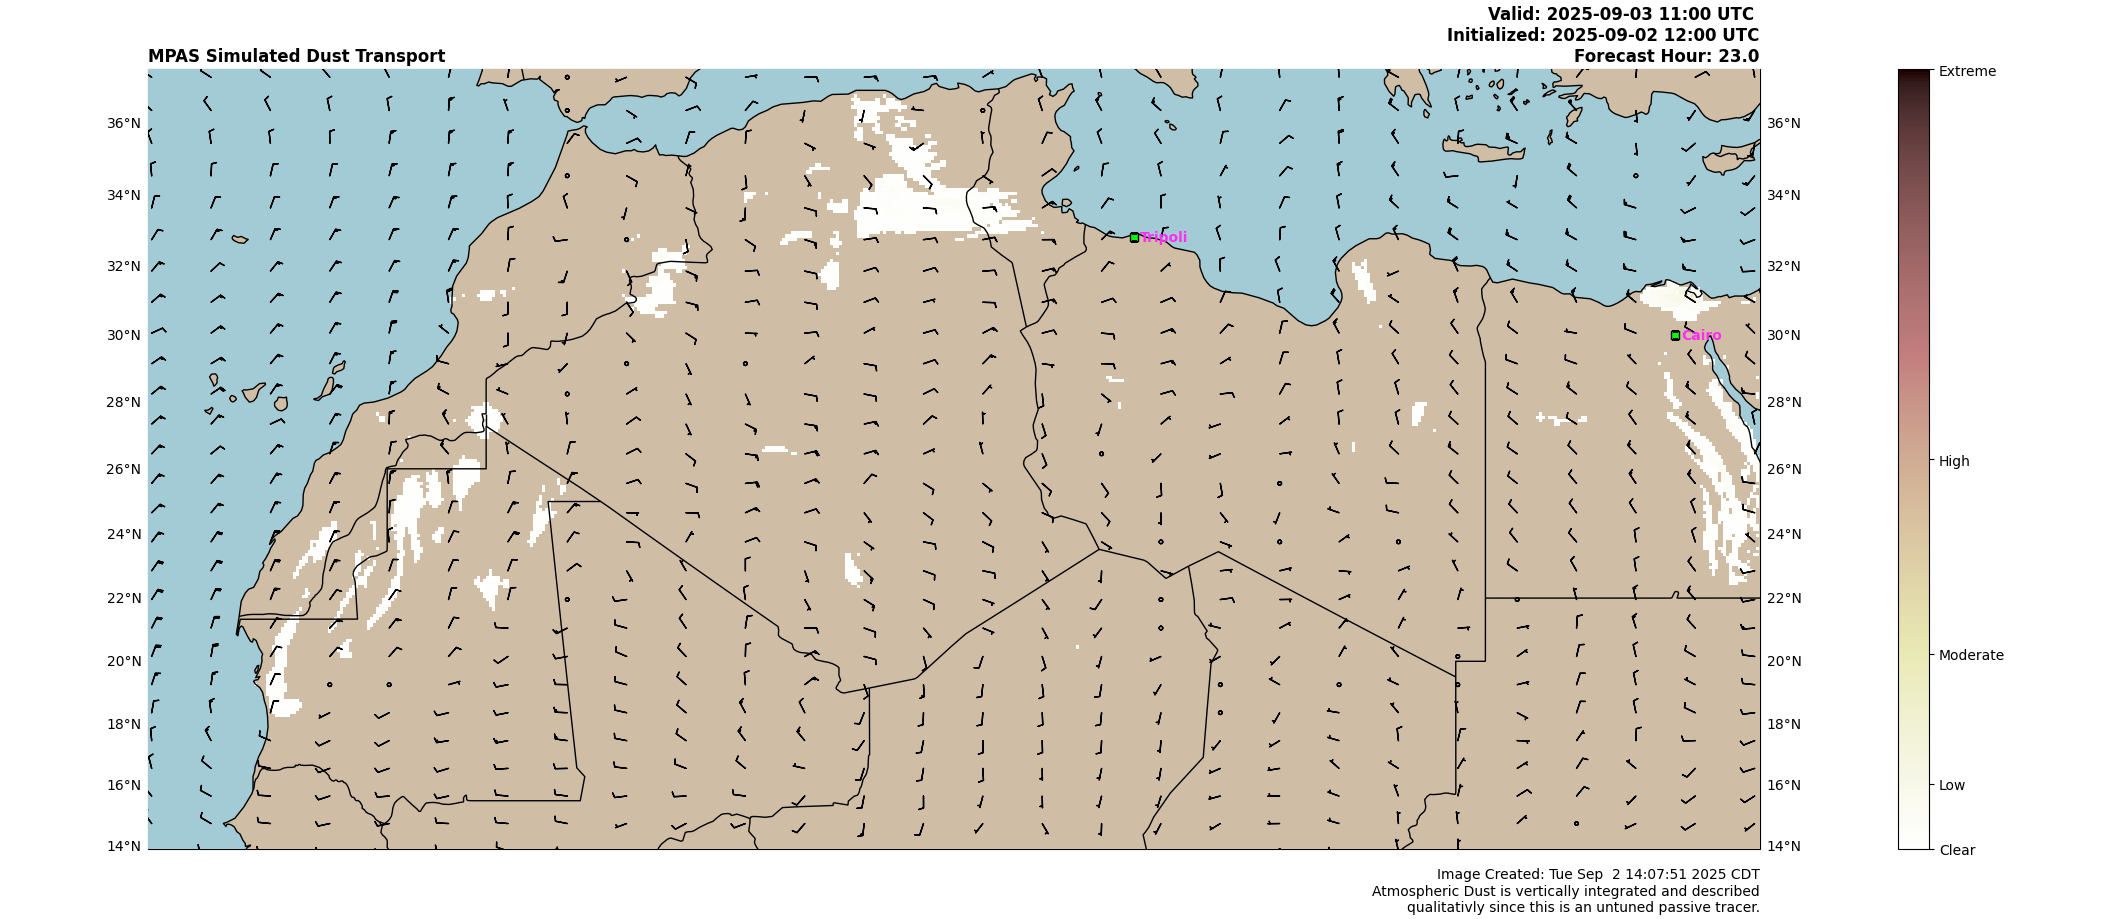 Valid: 2025-09-03 11:00 UTC
Initialized: 2025-09-02 12:00 UTC
MPAS Simulated Dust Transport
Forecast Hour: 23.0
Extreme
36°N
36°N
34°N
34°N
Tripoli
32°N
32°N
30°N
Cairo
30°N
28°N
28°N
High
26°N
26°N
24°N
24°N
22°N
22°N
Moderate
20°N
20°N
18°N
18°N
16°N
16°N
Low
14°N
14°N
Clear
Image Created: Tue Sep  2 14:07:51 2025 CDT
Atmospheric Dust is vertically integrated and described
qualitativly since this is an untuned passive tracer.